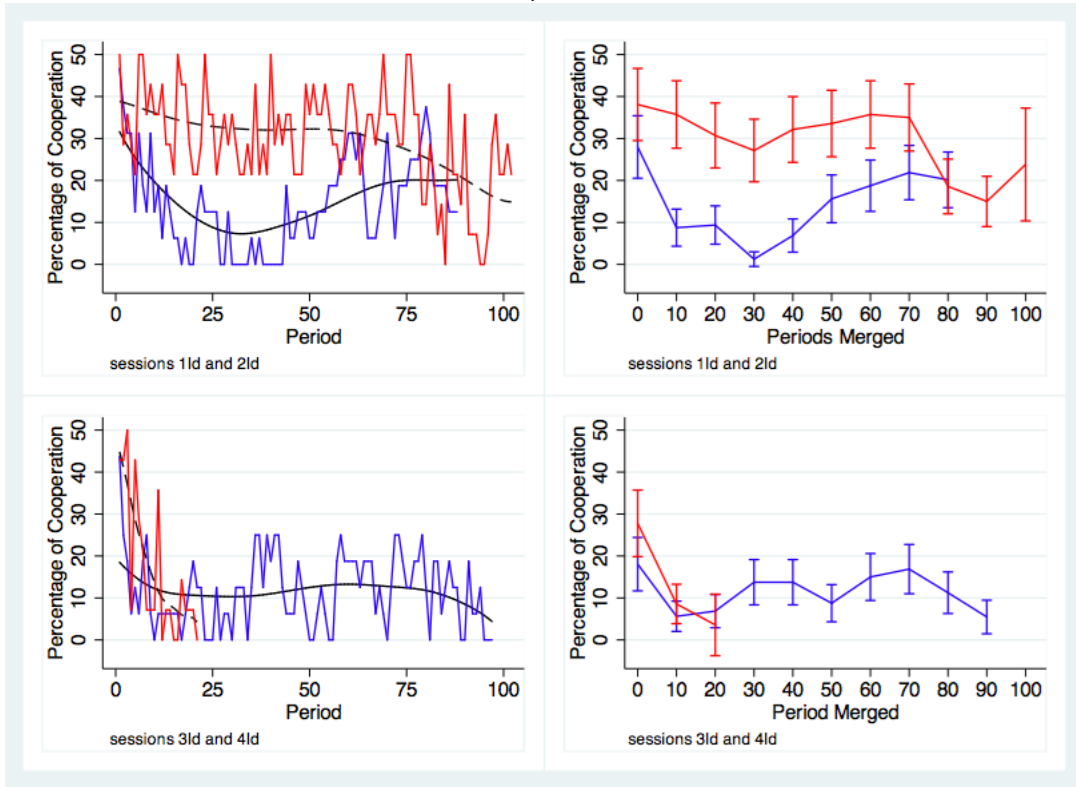 Percentage of Cooperation
50
40
30
20
10
0
0 25 50 75 100
Period
sessions 1ld and 2ld
Percentage of Cooperation
50
40
30
20
10
0
0 10 20 30 40 50 60 70 80 90 100
Periods Merged
sessions 1ld and 2ld
Percentage of Cooperation
50
40
30
20
10
0
0 25 50 75 100
Period
sessions 3ld and 4ld
Percentage of Cooperation
50
40
30
20
10
0
0 10 20 30 40 50 60 70 80 90 100
Period Merged
sessions 3ld and 4ld